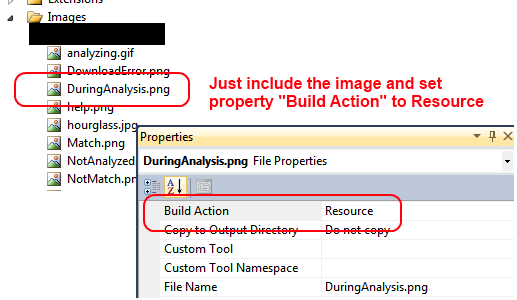 Extensions
Images
analyzing.gif
DownloadError.png
DuringAnalysis.png
help.png
hourglass.jpg
Match.png
NotAnalyzed
NotMatch.pn
Just include the image and set
property "Build Action" to Resource
Properties
DuringAnalysis.png File Properties
Build Action Resource
Copy to Output Directory Do not copy
Custom Tool
Custom Tool Namespace
File Name DuringAnalysis.png